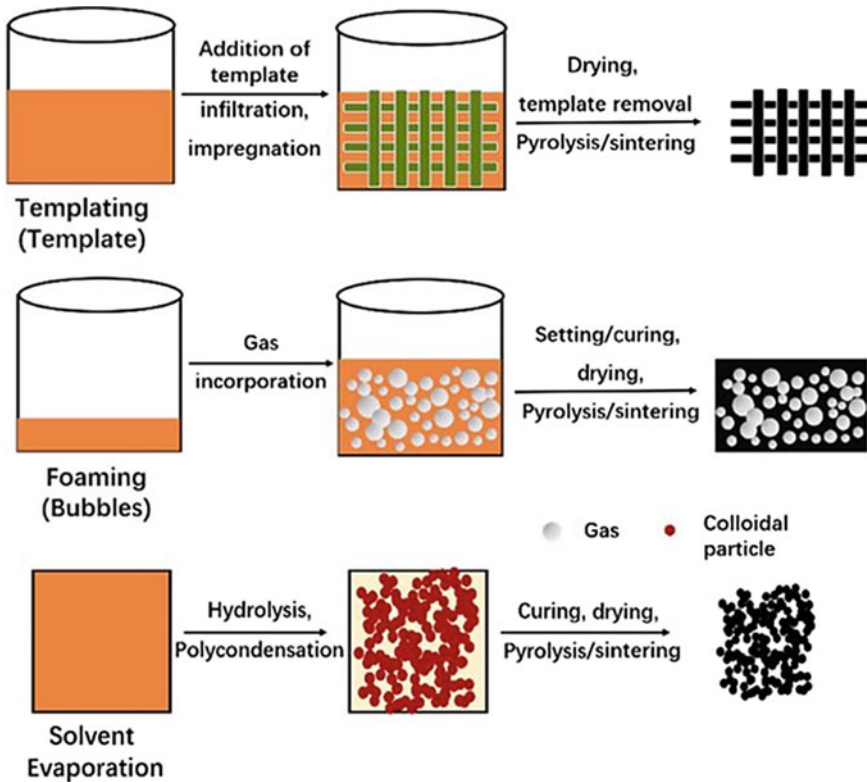 Addition of
template
infiltration,
impregnation
Drying,
template removal
Pyrolysis/sintering
Templating
(Template)
Gas
incorporation
Setting/curing,
drying,
Pyrolysis/sintering
Foaming
(Bubbles)
Gas
Colloidal
particle
Hydrolysis,
Polycondensation
Curing, drying,
Pyrolysis/sintering
Solvent
Evaporation